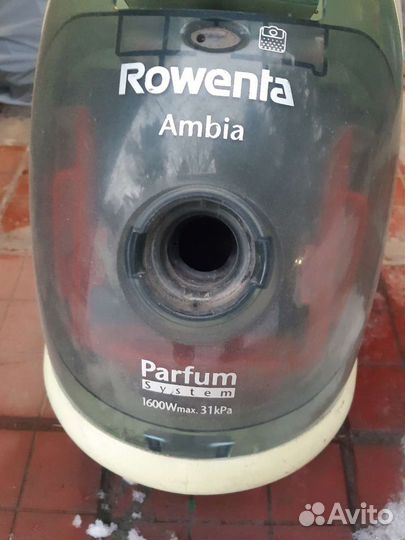 Rowenta
Ambia
Parfum
System
1600Wmax. 31kPa
Avito